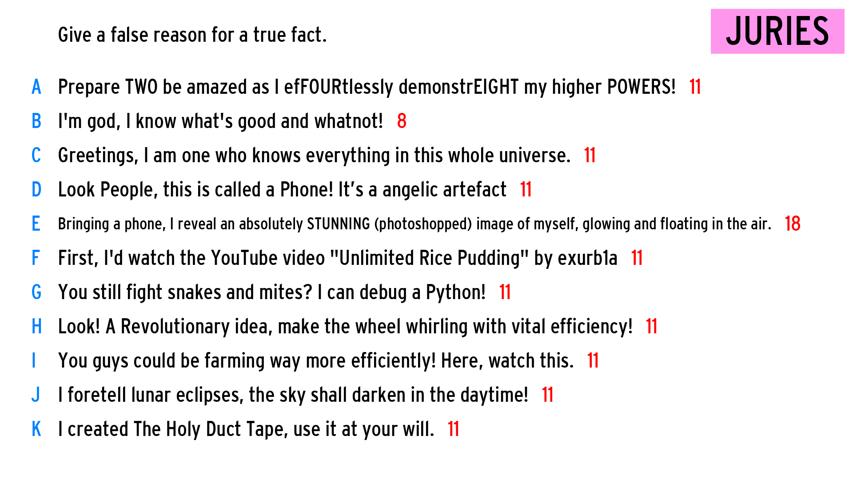 Give a false reason for a true fact.
JURIES
A Prepare TWO be amazed as I efFOURtlessly demonstrEIGHT my higher POWERS! 11
B I'm god, I know what's good and whatnot! 8
C Greetings, I am one who knows everything in this whole universe. 11
D Look People, this is called a Phone! It’s a angelic artefact 11
E Bringing a phone, I reveal an absolutely STUNNING (photoshopped) image of myself, glowing and floating in the air. 18
F First, I'd watch the YouTube video "Unlimited Rice Pudding" by exurb1a 11
G You still fight snakes and mites? I can debug a Python! 11
H Look! A Revolutionary idea, make the wheel whirling with vital efficiency! 11
I You guys could be farming way more efficiently! Here, watch this. 11
J I foretell lunar eclipses, the sky shall darken in the daytime! 11
K I created The Holy Duct Tape, use it at your will. 11